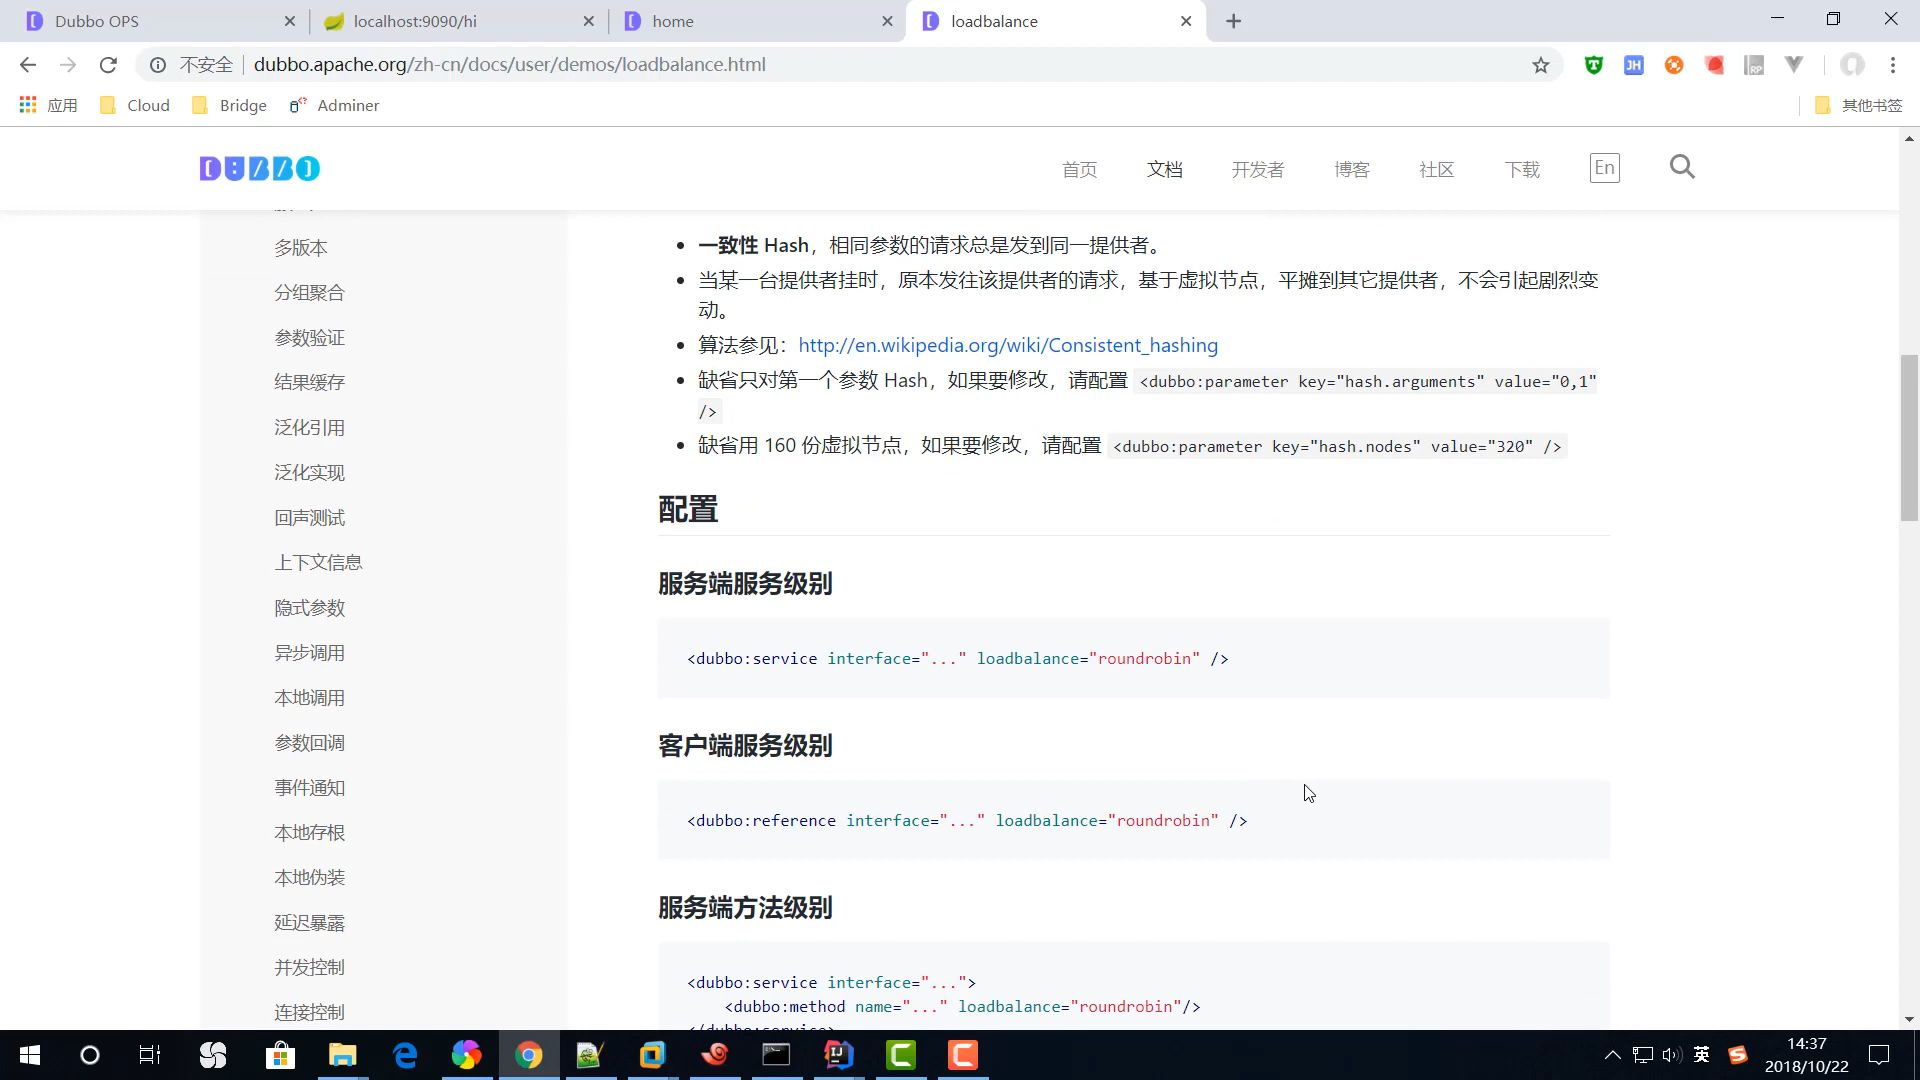 Dubbo OPS
localhost:9090/hi
home
loadbalance
不安全
dubbo.apache.org/zh-cn/docs/user/demos/loadbalance.html
应用
Cloud
Bridge
Adminer
其他书签
DUBBO
首页
文档
开发者
博客
社区
下载
En
多版本
分组聚合
参数验证
结果缓存
泛化引用
泛化实现
回声测试
上下文信息
隐式参数
异步调用
本地调用
参数回调
事件通知
本地存根
本地伪装
延迟暴露
并发控制
连接控制
一致性 Hash，相同参数的请求总是发到同一提供者。
当某一台提供者挂时，原本发往该提供者的请求，基于虚拟节点，平摊到其它提供者，不会引起剧烈变
动。
算法参见：http://en.wikipedia.org/wiki/Consistent_hashing
缺省只对第一个参数 Hash，如果要修改，请配置 <dubbo:parameter key="hash.arguments" value="0,1"
/>
缺省用 160 份虚拟节点，如果要修改，请配置 <dubbo:parameter key="hash.nodes" value="320" />
配置
服务端服务级别
<dubbo:service interface="..." loadbalance="roundrobin" />
客户端服务级别
<dubbo:reference interface="..." loadbalance="roundrobin" />
服务端方法级别
<dubbo:service interface="...">
<dubbo:method name="..." loadbalance="roundrobin"/>
</dubbo:service>
英
14:37
2018/10/22